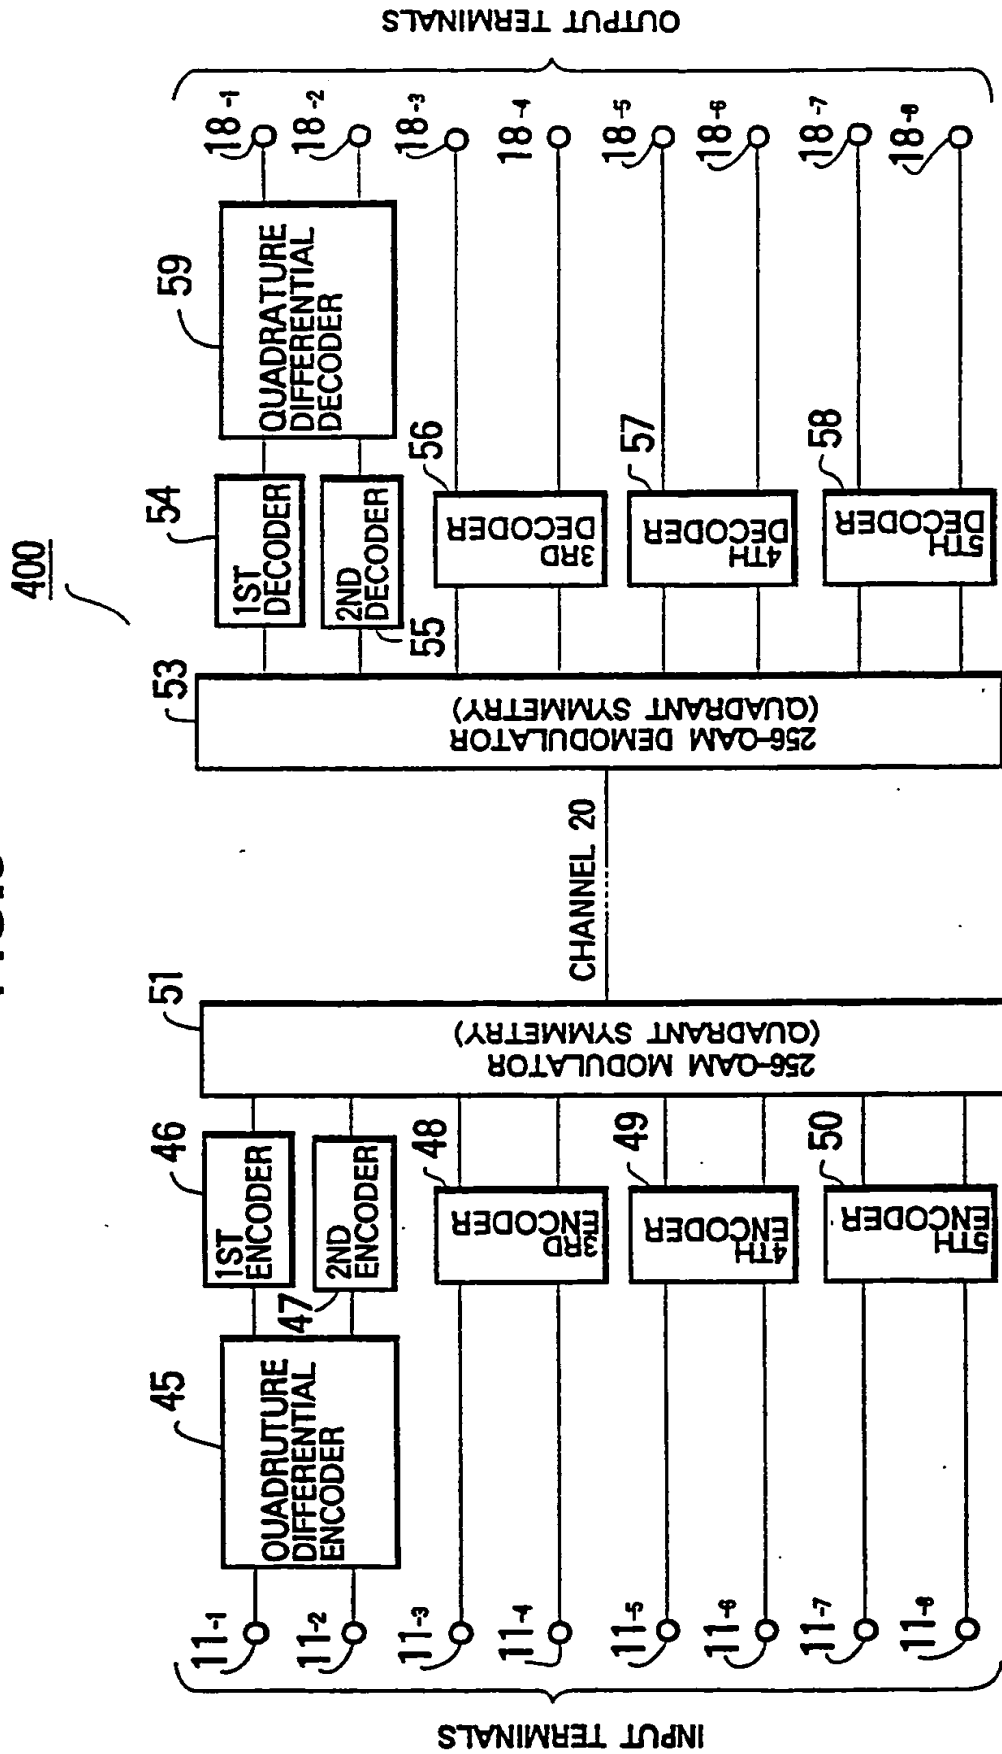 400
INPUT TERMINALS
11-1
11-2
11-3
11-4
11-5
11-6
11-7
11-8
45
QUADRUTURE
DIFFERENTIAL
ENCODER
46
1ST
ENCODER
47
2ND
ENCODER
48
3RD
ENCODER
49
4TH
ENCODER
50
5TH
ENCODER
51
256-QAM MODULATOR
(QUADRANT SYMMETRY)
CHANNEL 20
53
256-QAM DEMODULATOR
(QUADRANT SYMMETRY)
54
1ST
DECODER
55
2ND
DECODER
56
3RD
DECODER
57
4TH
DECODER
58
5TH
DECODER
59
QUADRATURE
DIFFERENTIAL
DECODER
18-1
18-2
18-3
18-4
18-5
18-6
18-7
18-8
OUTPUT TERMINALS